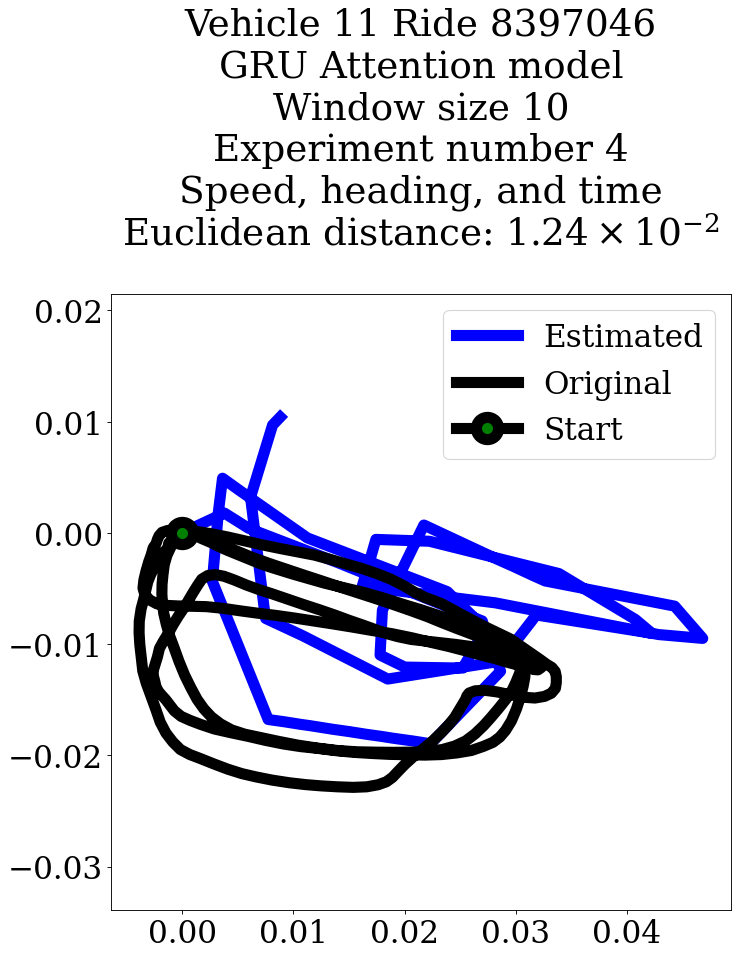 Vehicle 11 Ride 8397046
GRU Attention model
Window size 10
Experiment number 4
Speed, heading, and time
Euclidean distance: 1.24 × 10⁻²
0.02
0.01
0.00
−0.01
−0.02
−0.03
Estimated
Original
Start
0.00 0.01 0.02 0.03 0.04